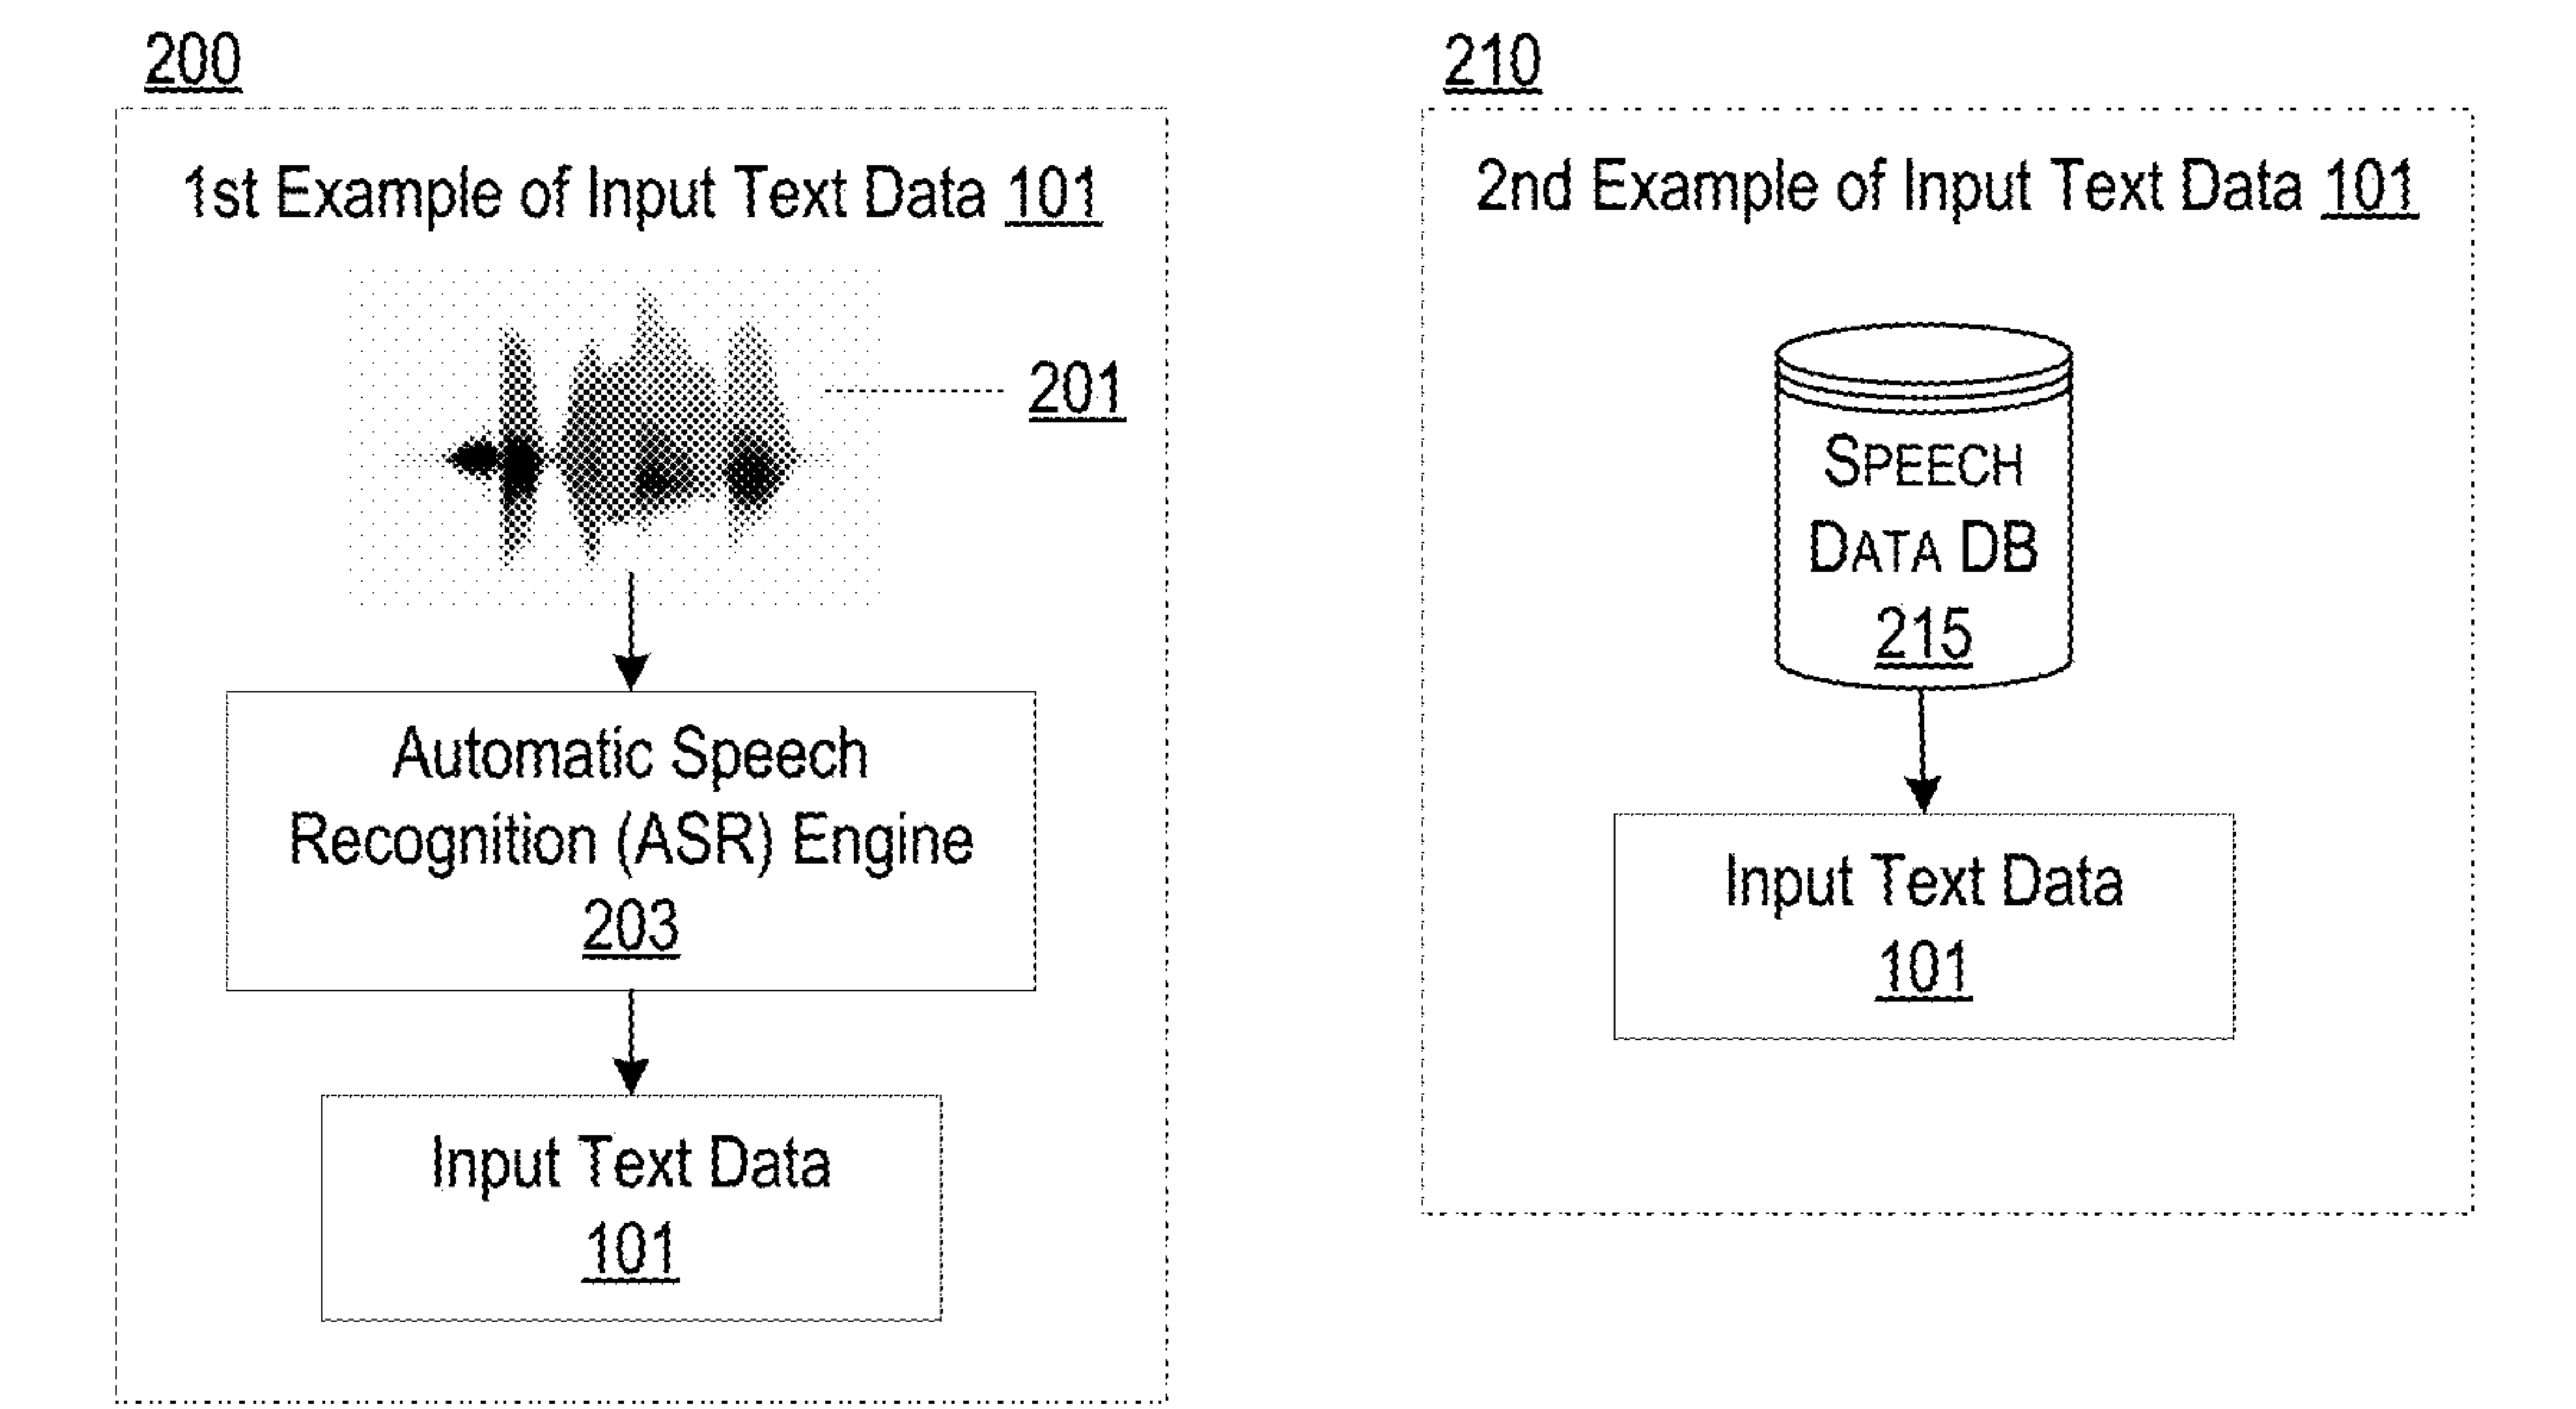 200
1st Example of Input Text Data 101
201
Automatic Speech
Recognition (ASR) Engine
203
Input Text Data
101
210
2nd Example of Input Text Data 101
SPEECH
DATA DB
215
Input Text Data
101